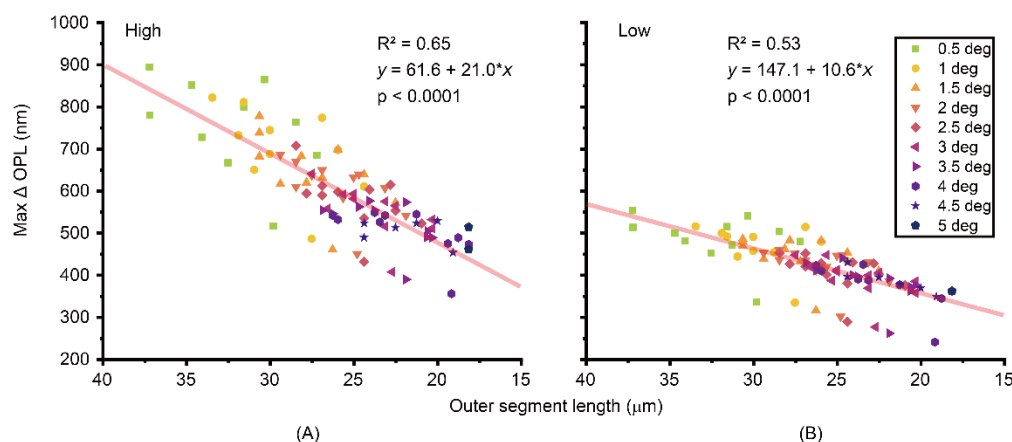 High
R² = 0.65
y = 61.6 + 21.0*x
p < 0.0001
Low
R² = 0.53
y = 147.1 + 10.6*x
p < 0.0001
0.5 deg
1 deg
1.5 deg
2 deg
2.5 deg
3 deg
3.5 deg
4 deg
4.5 deg
5 deg
Max Δ OPL (nm)
1000
900
800
700
600
500
400
300
200
40 35 30 25 20 15
40 35 30 25 20 15
Outer segment length (μm)
(A) (B)